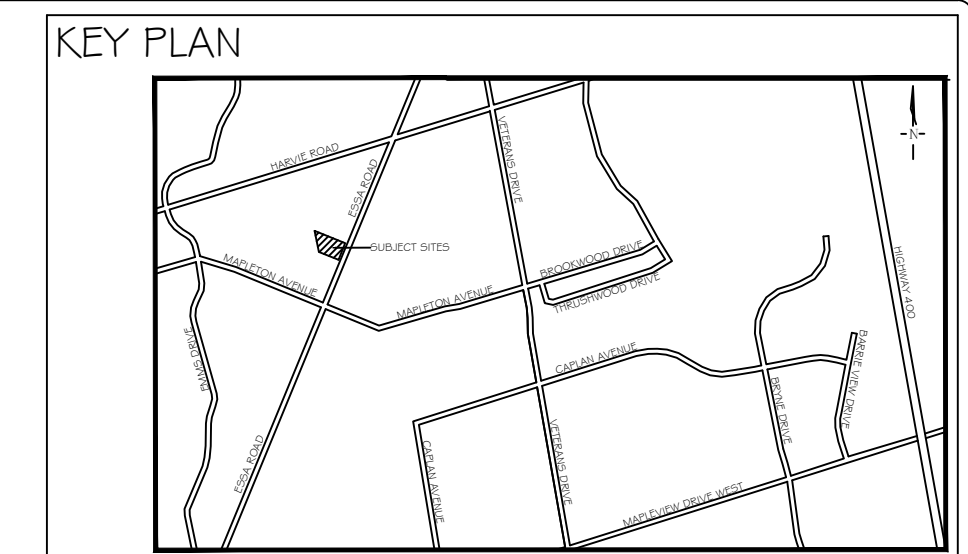 KEY PLAN
N
HARVIE ROAD
ESSA ROAD
VETERANS DRIVE
SUBJECT SITES
MAPLETON AVENUE
BROOKWOOD DRIVE
MAPLETON AVENUE
THRUSHWOOD DRIVE
HIGHWAY 400
EMMS DRIVE
CAPLAN AVENUE
BARRIE VIEW DRIVE
BRYNE DRIVE
ESSA ROAD
CAPLAN AVENUE
VETERANS DRIVE
MAPLEVIEW DRIVE WEST